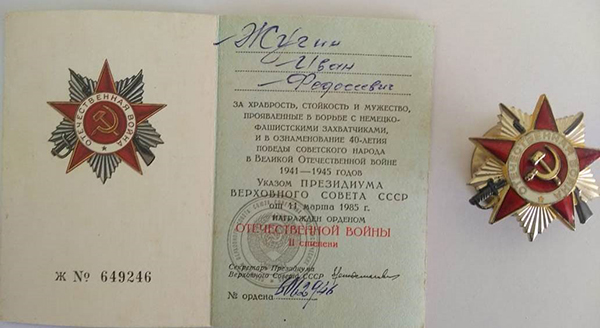 ОТЕЧЕСТВЕННАЯ ВОЙНА
Ж № 649246
Жугин
Иван
Федосеевич
ЗА ХРАБРОСТЬ, СТОЙКОСТЬ И МУЖЕСТВО,
ПРОЯВЛЕННЫЕ В БОРЬБЕ С НЕМЕЦКО-
ФАШИСТСКИМИ ЗАХВАТЧИКАМИ,
И В ОЗНАМЕНОВАНИЕ 40-ЛЕТИЯ
ПОБЕДЫ СОВЕТСКОГО НАРОДА
В ВЕЛИКОЙ ОТЕЧЕСТВЕННОЙ ВОЙНЕ
1941—1945 ГОДОВ
Указом ПРЕЗИДИУМА
ВЕРХОВНОГО СОВЕТА СССР
от 11 марта 1985 г.
НАГРАЖДЕН ОРДЕНОМ
ОТЕЧЕСТВЕННОЙ ВОЙНЫ
II степени
Секретарь Президиума
Верховного Совета СССР
№ ордена
ОТЕЧЕСТВЕННАЯ ВОЙНА